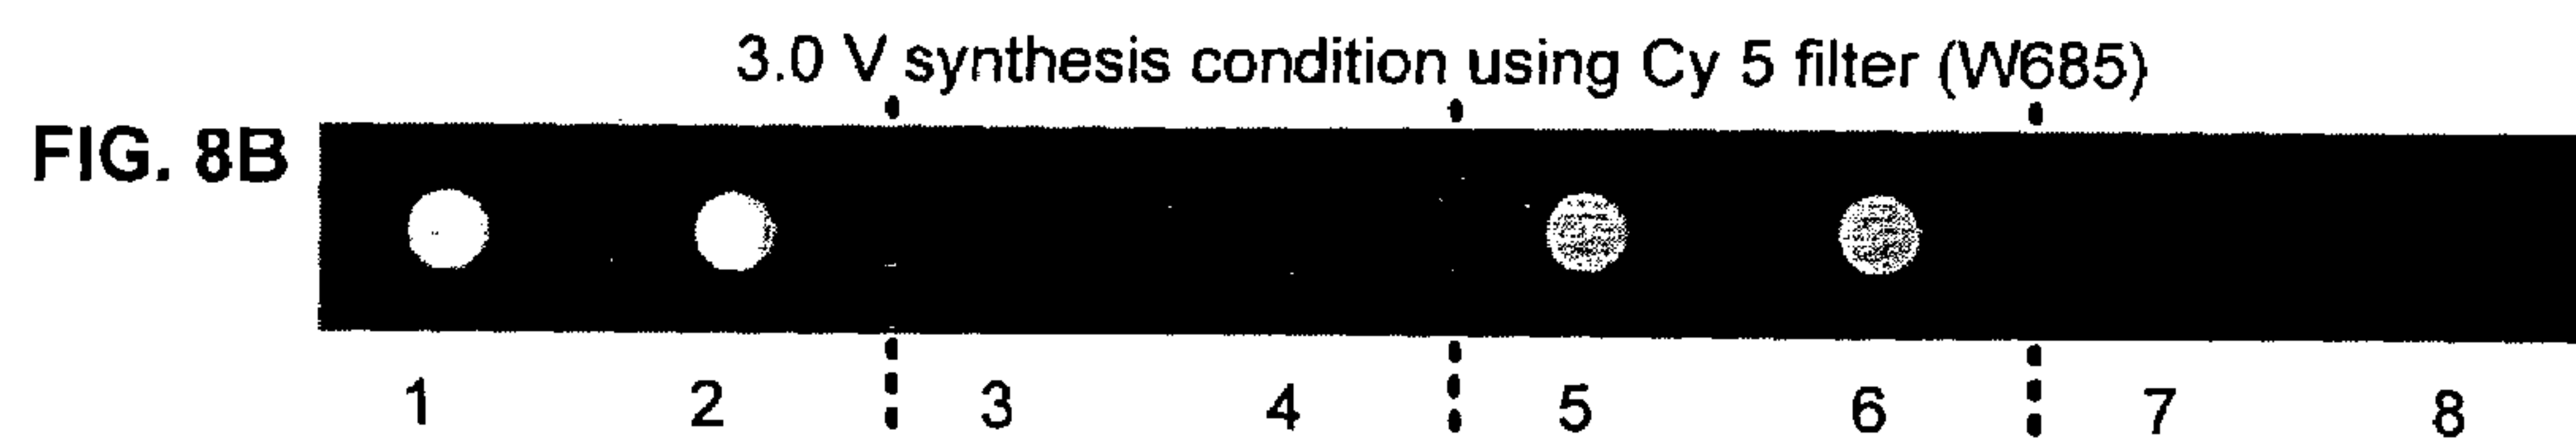 3.0 V synthesis condition using Cy 5 filter (W685)
FIG. 8B
1 2 3 4 5 6 7 8